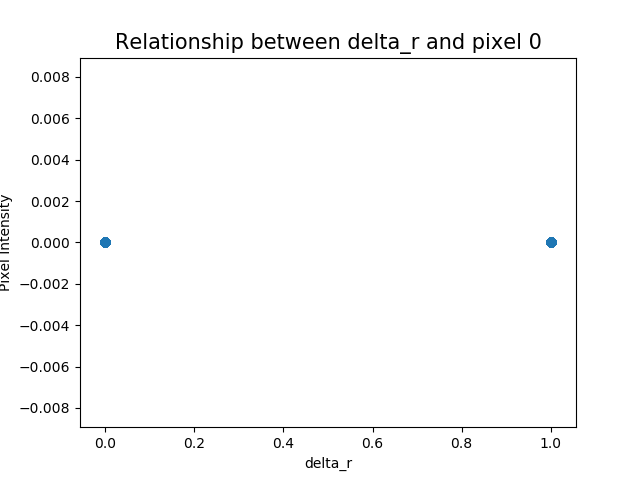 Relationship between delta_r and pixel 0
0.008
0.006
0.004
0.002
0.000
−0.002
−0.004
−0.006
−0.008
Pixel Intensity
0.0 0.2 0.4 0.6 0.8 1.0
delta_r